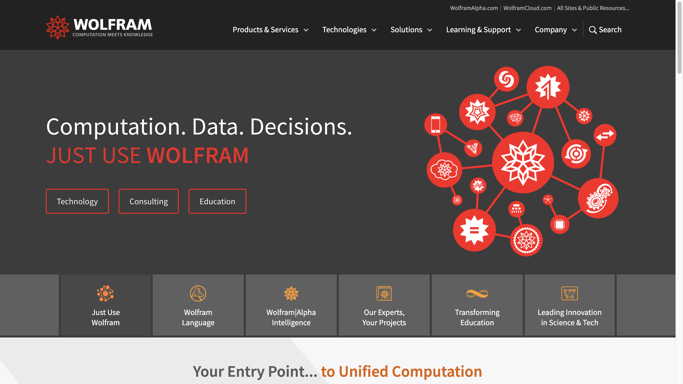 WolframAlpha.com | WolframCloud.com | All Sites & Public Resources...
WOLFRAM
COMPUTATION MEETS KNOWLEDGE
Products & Services Technologies Solutions Learning & Support Company Search
Computation. Data. Decisions.
JUST USE WOLFRAM
Technology Consulting Education
Just Use
Wolfram
Wolfram
Language
Wolfram|Alpha
Intelligence
Our Experts,
Your Projects
Transforming
Education
Leading Innovation
in Science & Tech
Your Entry Point... to Unified Computation